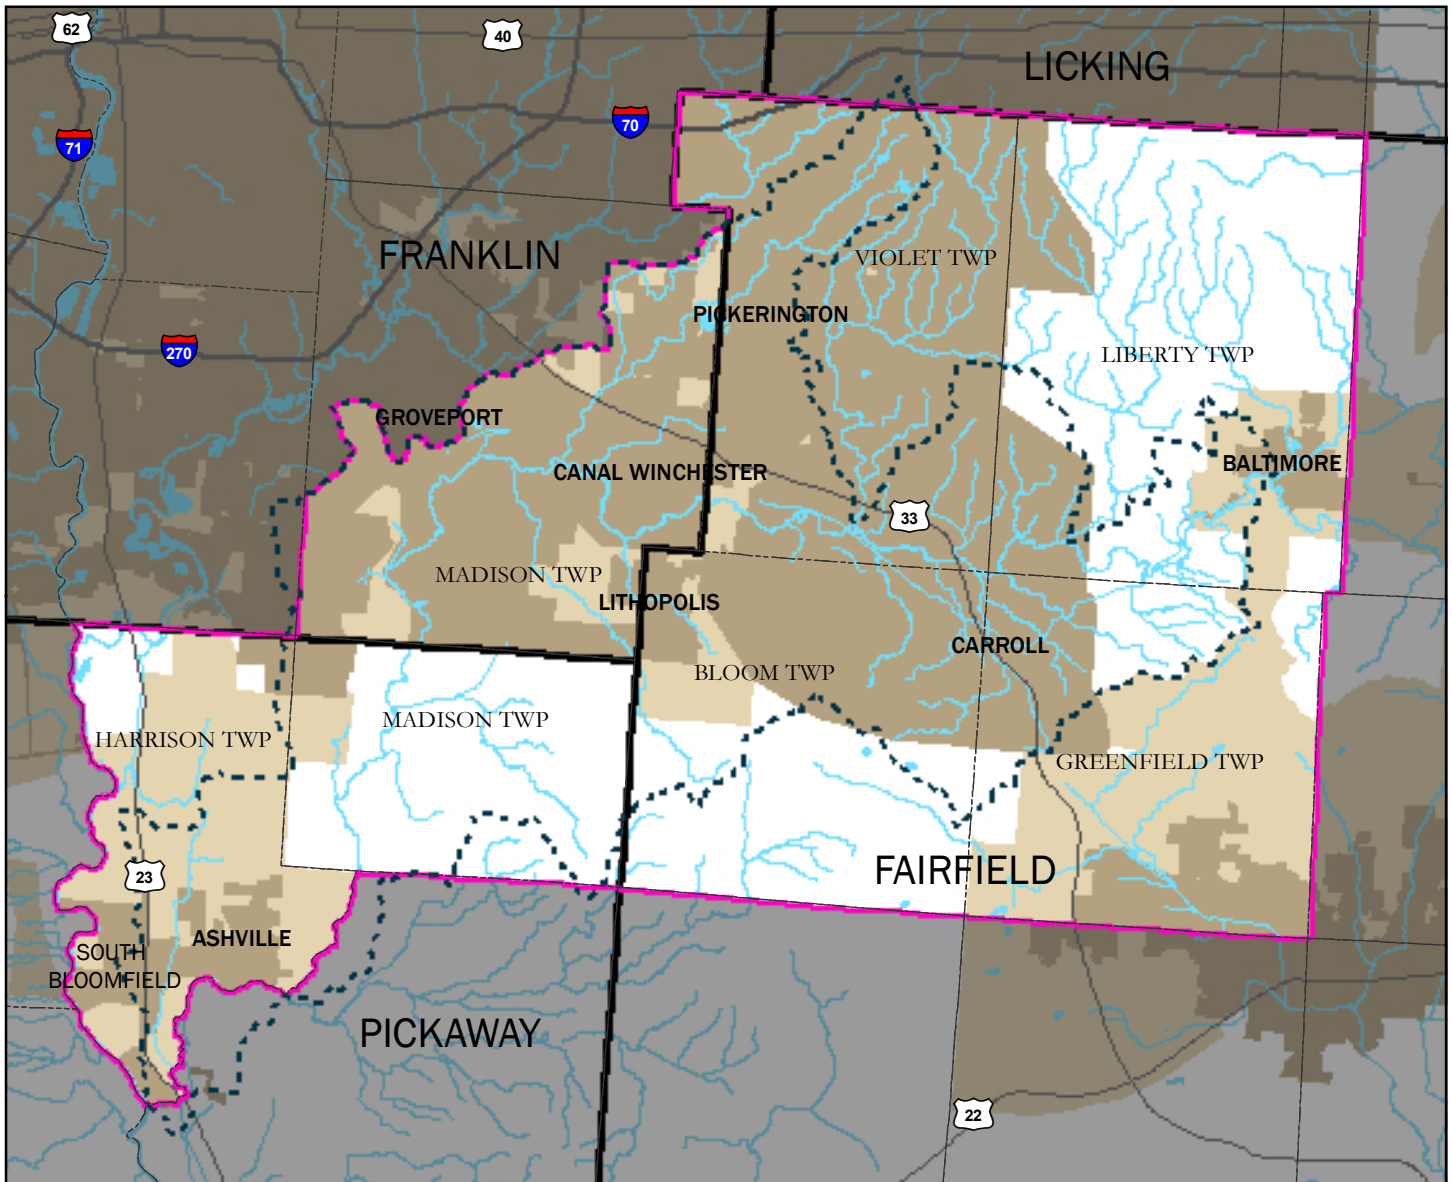 62
40
LICKING
70
71
FRANKLIN
VIOLET TWP
PICKERINGTON
270
LIBERTY TWP
GROVEPORT
CANAL WINCHESTER
BALTIMORE
33
MADISON TWP
LITHOPOLIS
CARROLL
BLOOM TWP
MADISON TWP
HARRISON TWP
GREENFIELD TWP
FAIRFIELD
23
ASHVILLE
SOUTH
BLOOMFIELD
PICKAWAY
22